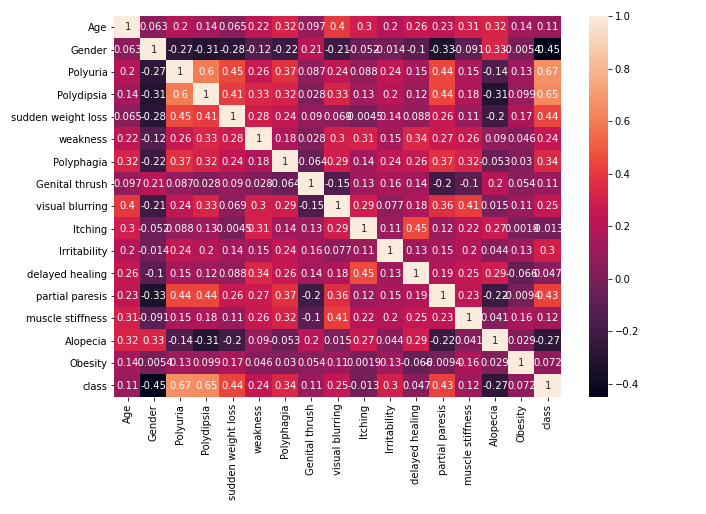 Age 1 0.063 0.2 0.14 0.065 0.22 0.32 0.097 0.4 0.3 0.2 0.26 0.23 0.31 0.32 0.14 0.11
Gender 0.063 1 -0.27 -0.31 -0.28 -0.12 -0.22 0.21 -0.21 -0.052 -0.014 -0.1 -0.33 -0.091 0.33 -0.0054 -0.45
Polyuria 0.2 -0.27 1 0.6 0.45 0.26 0.37 0.087 0.24 0.088 0.24 0.15 0.44 0.15 -0.14 0.13 0.67
Polydipsia 0.14 -0.31 0.6 1 0.41 0.33 0.32 0.028 0.33 0.13 0.2 0.12 0.44 0.18 -0.31 0.099 0.65
sudden weight loss 0.065 -0.28 0.45 0.41 1 0.28 0.24 0.09 0.069 -0.0045 0.14 0.088 0.26 0.11 -0.2 0.17 0.44
weakness 0.22 -0.12 0.26 0.33 0.28 1 0.18 0.028 0.3 0.31 0.15 0.34 0.27 0.26 0.09 0.046 0.24
Polyphagia 0.32 -0.22 0.37 0.32 0.24 0.18 1 -0.064 0.29 0.14 0.24 0.26 0.37 0.32 -0.053 0.03 0.34
Genital thrush 0.097 0.21 0.087 0.028 0.09 0.028 -0.064 1 -0.15 0.13 0.16 0.14 -0.2 -0.1 0.2 0.054 0.11
visual blurring 0.4 -0.21 0.24 0.33 0.069 0.3 0.29 -0.15 1 0.29 0.077 0.18 0.36 0.41 0.015 0.11 0.25
Itching 0.3 -0.052 0.088 0.13 -0.0045 0.31 0.14 0.13 0.29 1 0.11 0.45 0.12 0.22 0.27 0.0019 -0.013
Irritability 0.2 -0.014 0.24 0.2 0.14 0.15 0.24 0.16 0.077 0.11 1 0.13 0.15 0.2 0.044 0.13 0.3
delayed healing 0.26 -0.1 0.15 0.12 0.088 0.34 0.26 0.14 0.18 0.45 0.13 1 0.19 0.25 0.29 -0.066 0.047
partial paresis 0.23 -0.33 0.44 0.44 0.26 0.27 0.37 -0.2 0.36 0.12 0.15 0.19 1 0.23 -0.22 -0.0094 0.43
muscle stiffness 0.31 -0.091 0.15 0.18 0.11 0.26 0.32 -0.1 0.41 0.22 0.2 0.25 0.23 1 0.041 0.16 0.12
Alopecia 0.32 0.33 -0.14 -0.31 -0.2 0.09 -0.053 0.2 0.015 0.27 0.044 0.29 -0.22 0.041 1 0.029 -0.27
Obesity 0.14 -0.0054 0.13 0.099 0.17 0.046 0.03 0.054 0.11 0.0019 0.13 -0.066 -0.0094 0.16 0.029 1 0.072
class 0.11 -0.45 0.67 0.65 0.44 0.24 0.34 0.11 0.25 -0.013 0.3 0.047 0.43 0.12 -0.27 0.072 1
Age
Gender
Polyuria
Polydipsia
sudden weight loss
weakness
Polyphagia
Genital thrush
visual blurring
Itching
Irritability
delayed healing
partial paresis
muscle stiffness
Alopecia
Obesity
class
1.0
0.8
0.6
0.4
0.2
0.0
−0.2
−0.4